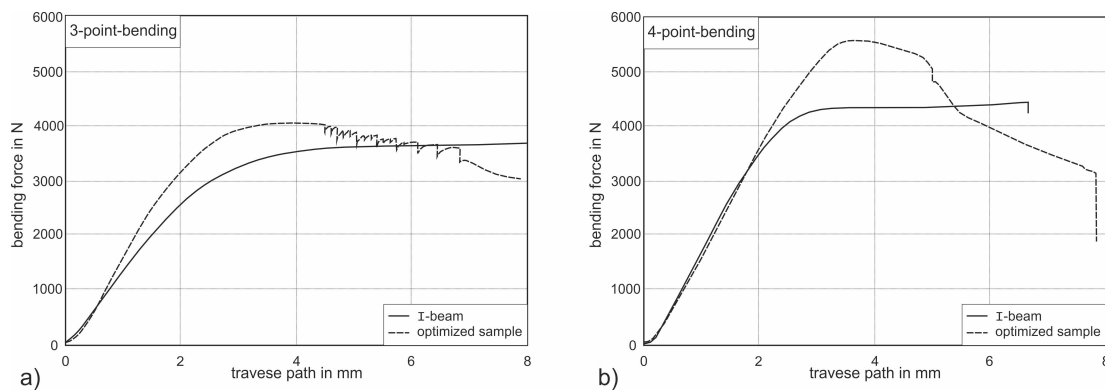 3-point-bending
6000
5000
4000
3000
2000
1000
0
bending force in N
0 2 4 6 8
travese path in mm
I-beam
optimized sample
a)
4-point-bending
6000
5000
4000
3000
2000
1000
0
bending force in N
0 2 4 6 8
travese path in mm
I-beam
optimized sample
b)